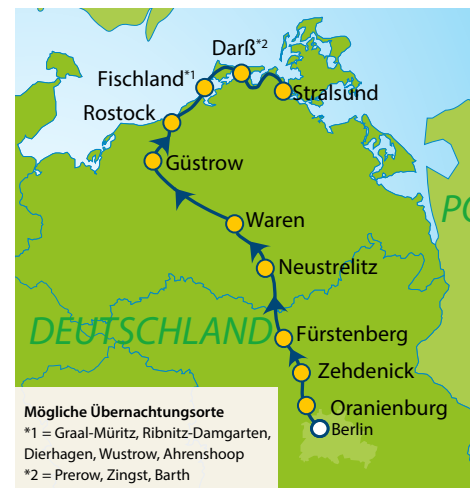 Darß*2
Fischland*1
Stralsund
Rostock
Güstrow
PO
Waren
Neustrelitz
DEUTSCHLAND
Fürstenberg
Zehdenick
Oranienburg
Berlin
Mögliche Übernachtungsorte
*1 = Graal-Müritz, Ribnitz-Damgarten,
Dierhagen, Wustrow, Ahrenshoop
*2 = Prerow, Zingst, Barth